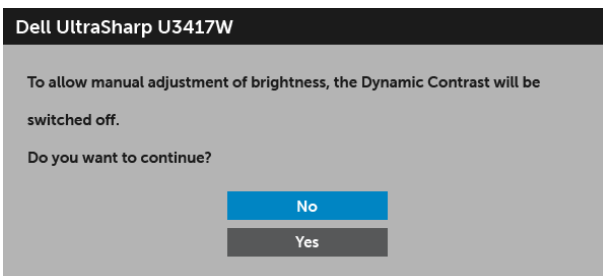 Dell UltraSharp U3417W
To allow manual adjustment of brightness, the Dynamic Contrast will be
switched off.
Do you want to continue?
No
Yes